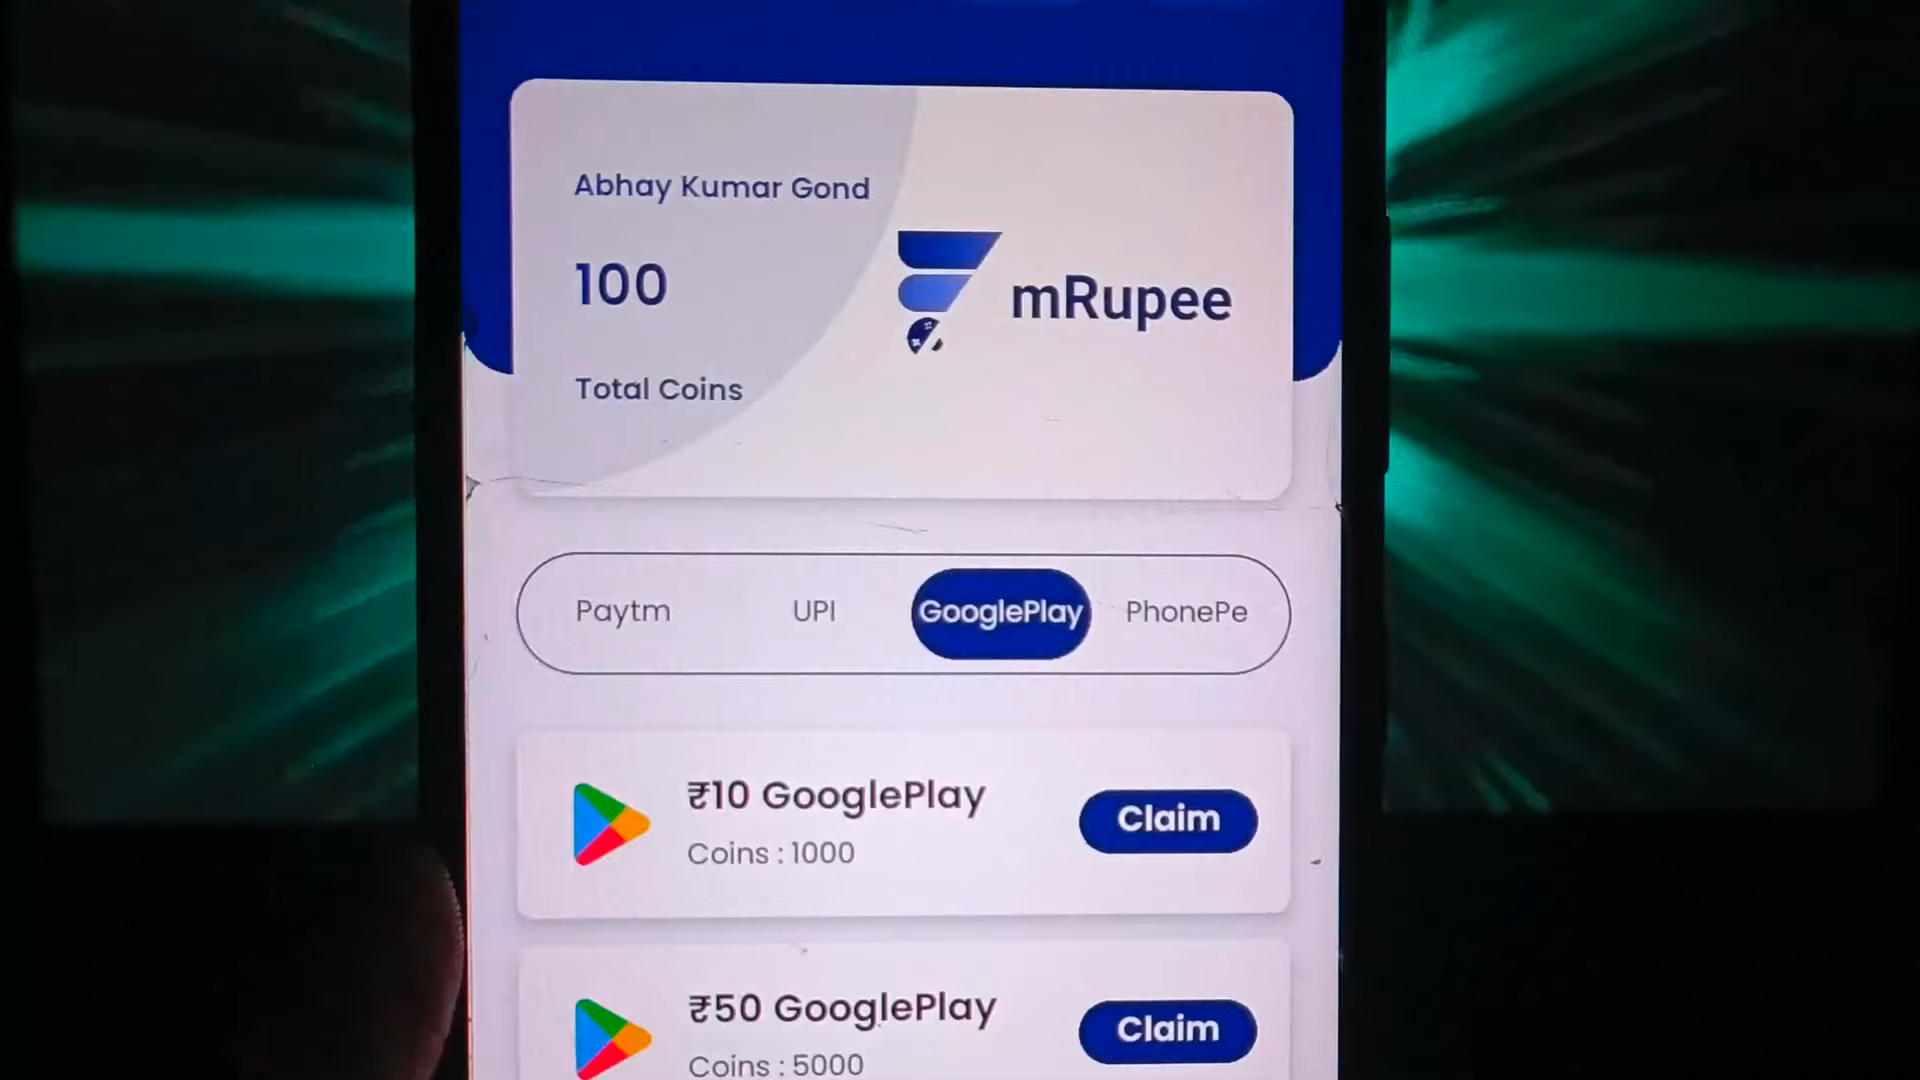 Abhay Kumar Gond
100
Total Coins
mRupee
Paytm UPI GooglePlay PhonePe
₹10 GooglePlay
Coins : 1000
Claim
₹50 GooglePlay
Coins : 5000
Claim